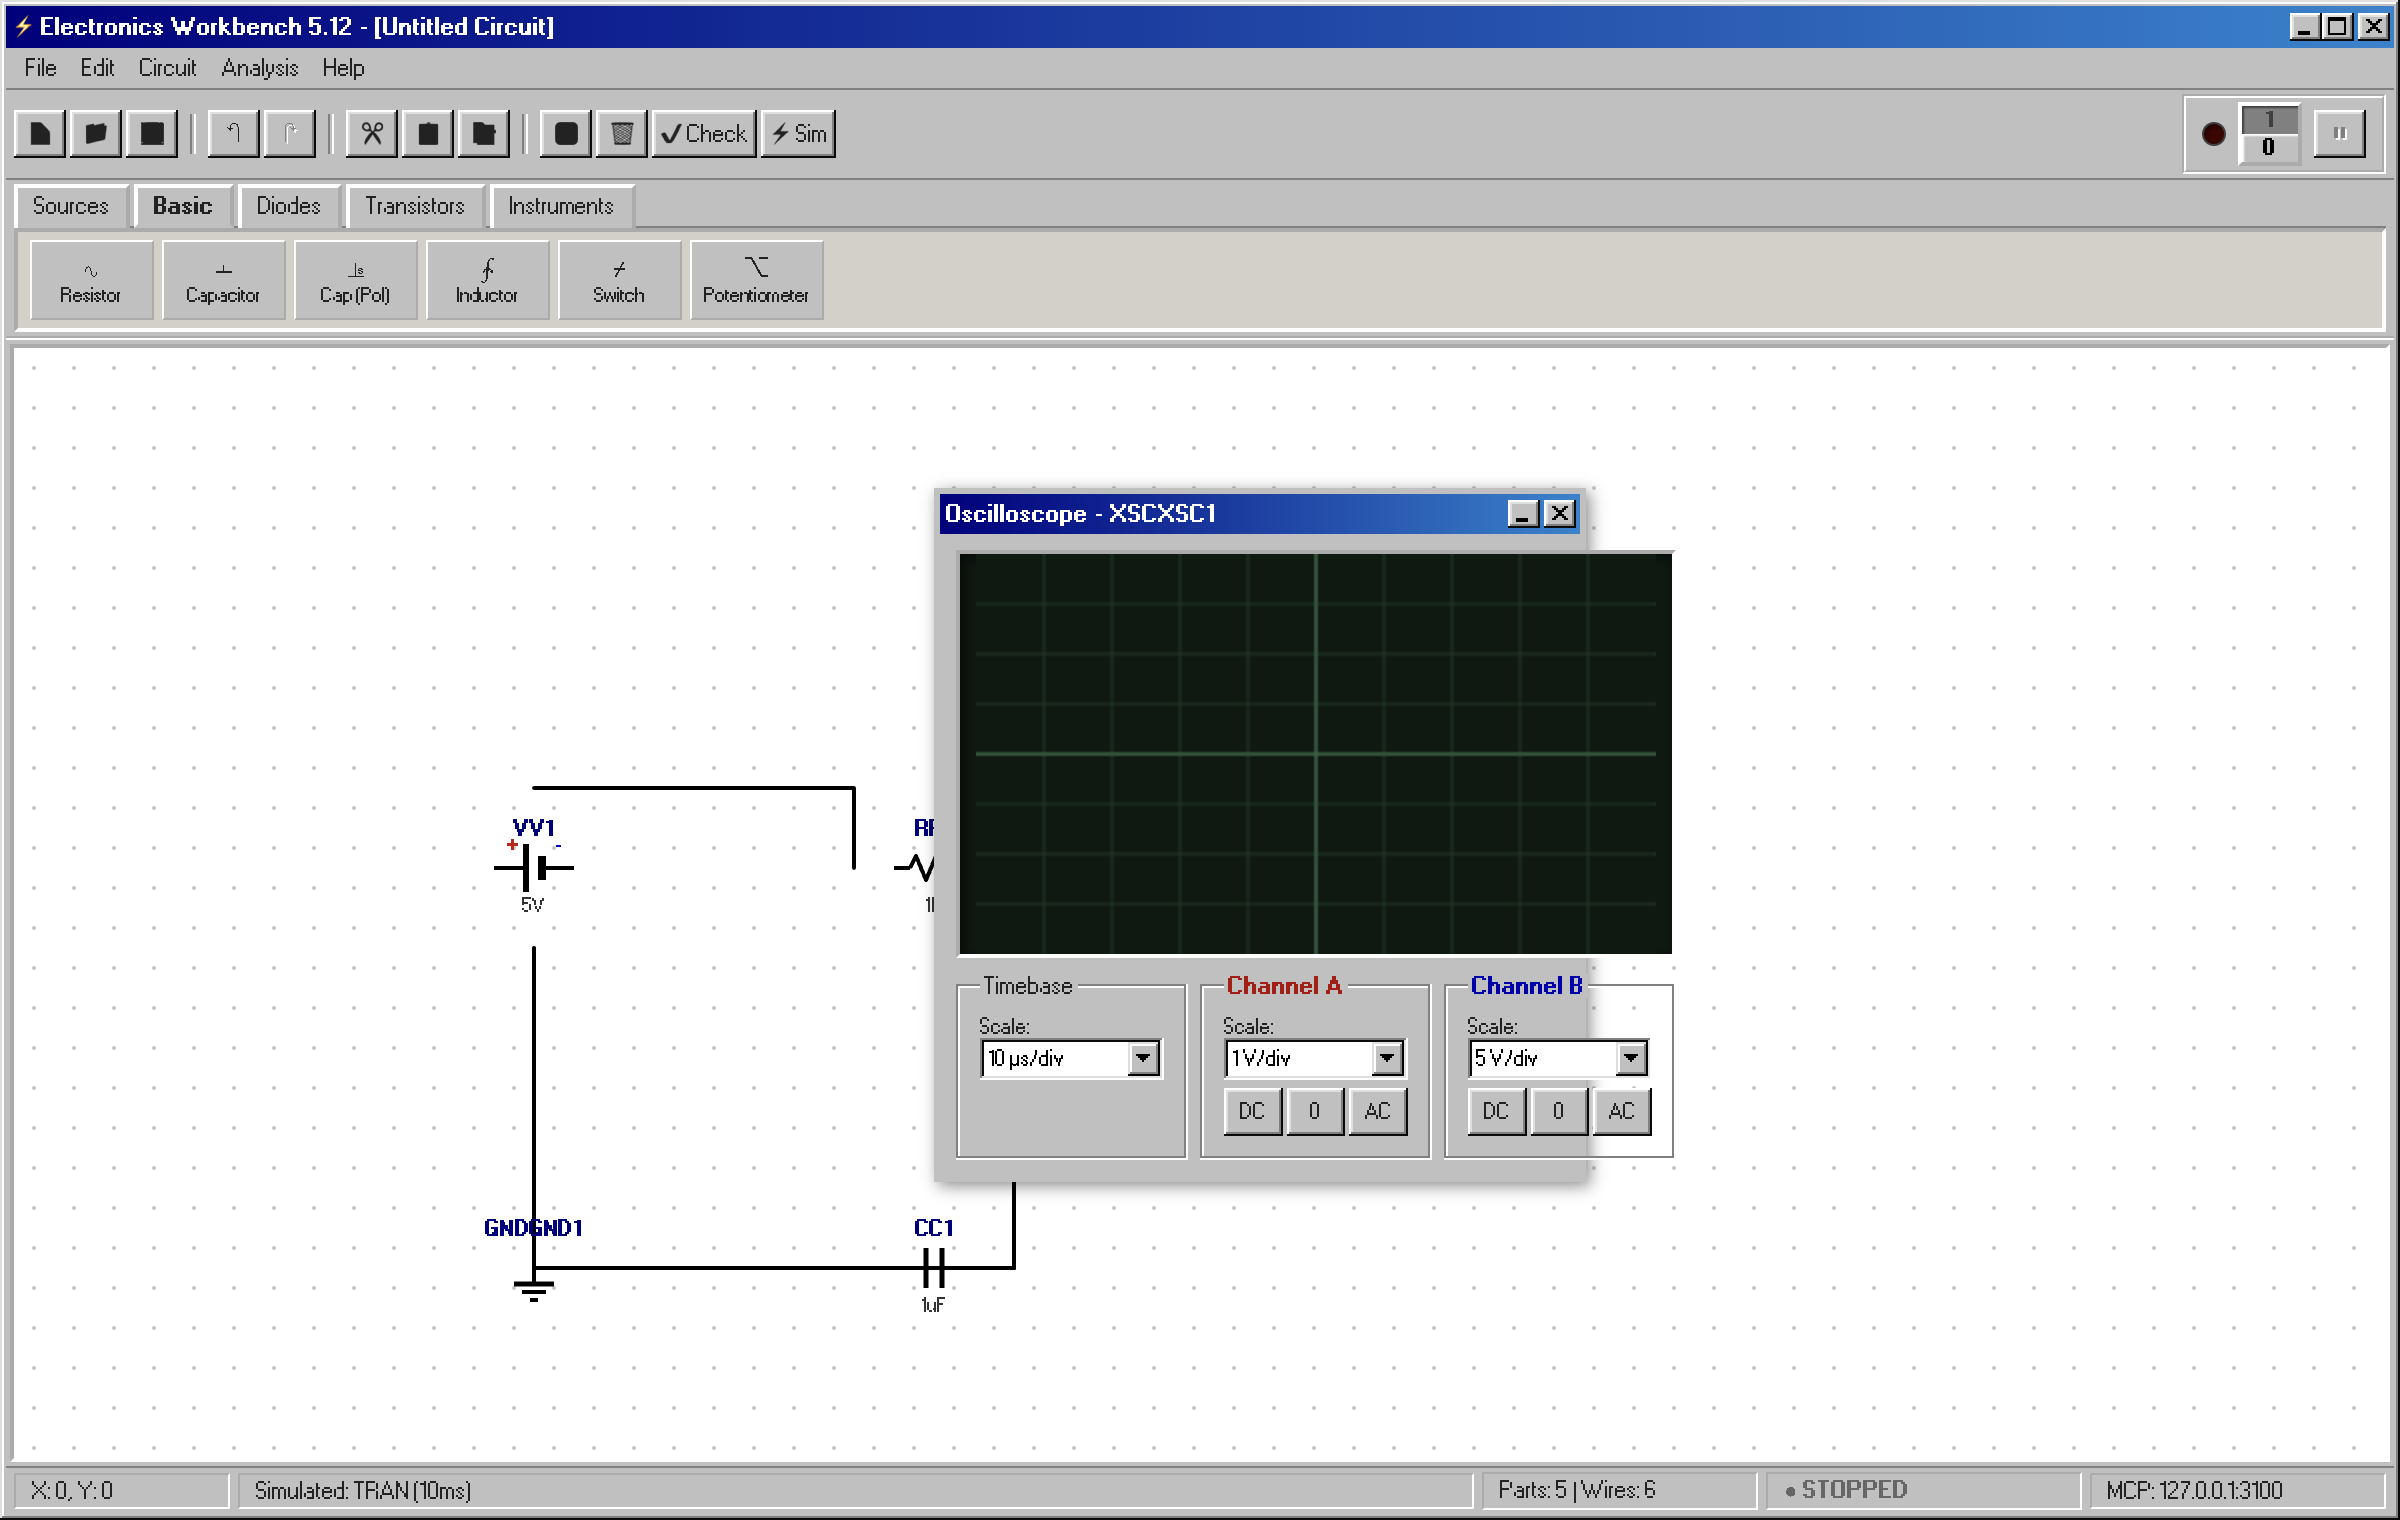 Electronics Workbench 5.12 - [Untitled Circuit]
File Edit Circuit Analysis Help
Check Sim
1
0
Sources Basic Diodes Transistors Instruments
Resistor Capacitor Cap (Pol) Inductor Switch Potentiometer
Oscilloscope - XSCXSC1
VV1
+ -
5V
Timebase
Scale:
10 µs/div
Channel A
Scale:
1 V/div
DC 0 AC
Channel B
Scale:
5 V/div
DC 0 AC
GNDGND1
CC1
1uF
X: 0, Y: 0
Simulated: TRAN (10ms)
Parts: 5 | Wires: 6
● STOPPED
MCP: 127.0.0.1:3100